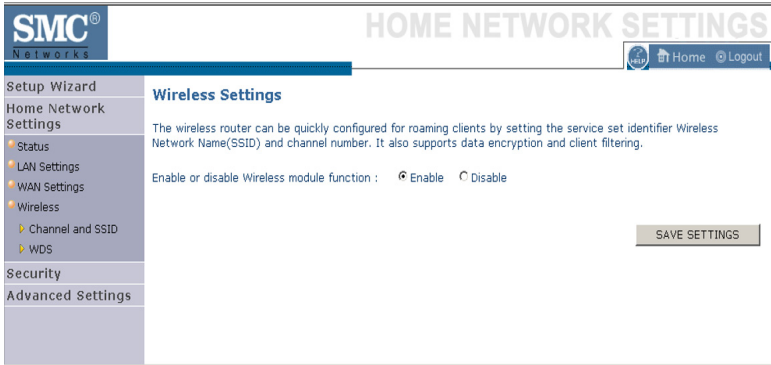 SMC®
Networks
HOME NETWORK SETTINGS
HELP
Home
Logout
Setup Wizard
Home Network
Settings
Status
LAN Settings
WAN Settings
Wireless
Channel and SSID
WDS
Security
Advanced Settings
Wireless Settings
The wireless router can be quickly configured for roaming clients by setting the service set identifier Wireless
Network Name(SSID) and channel number. It also supports data encryption and client filtering.
Enable or disable Wireless module function : Enable Disable
SAVE SETTINGS